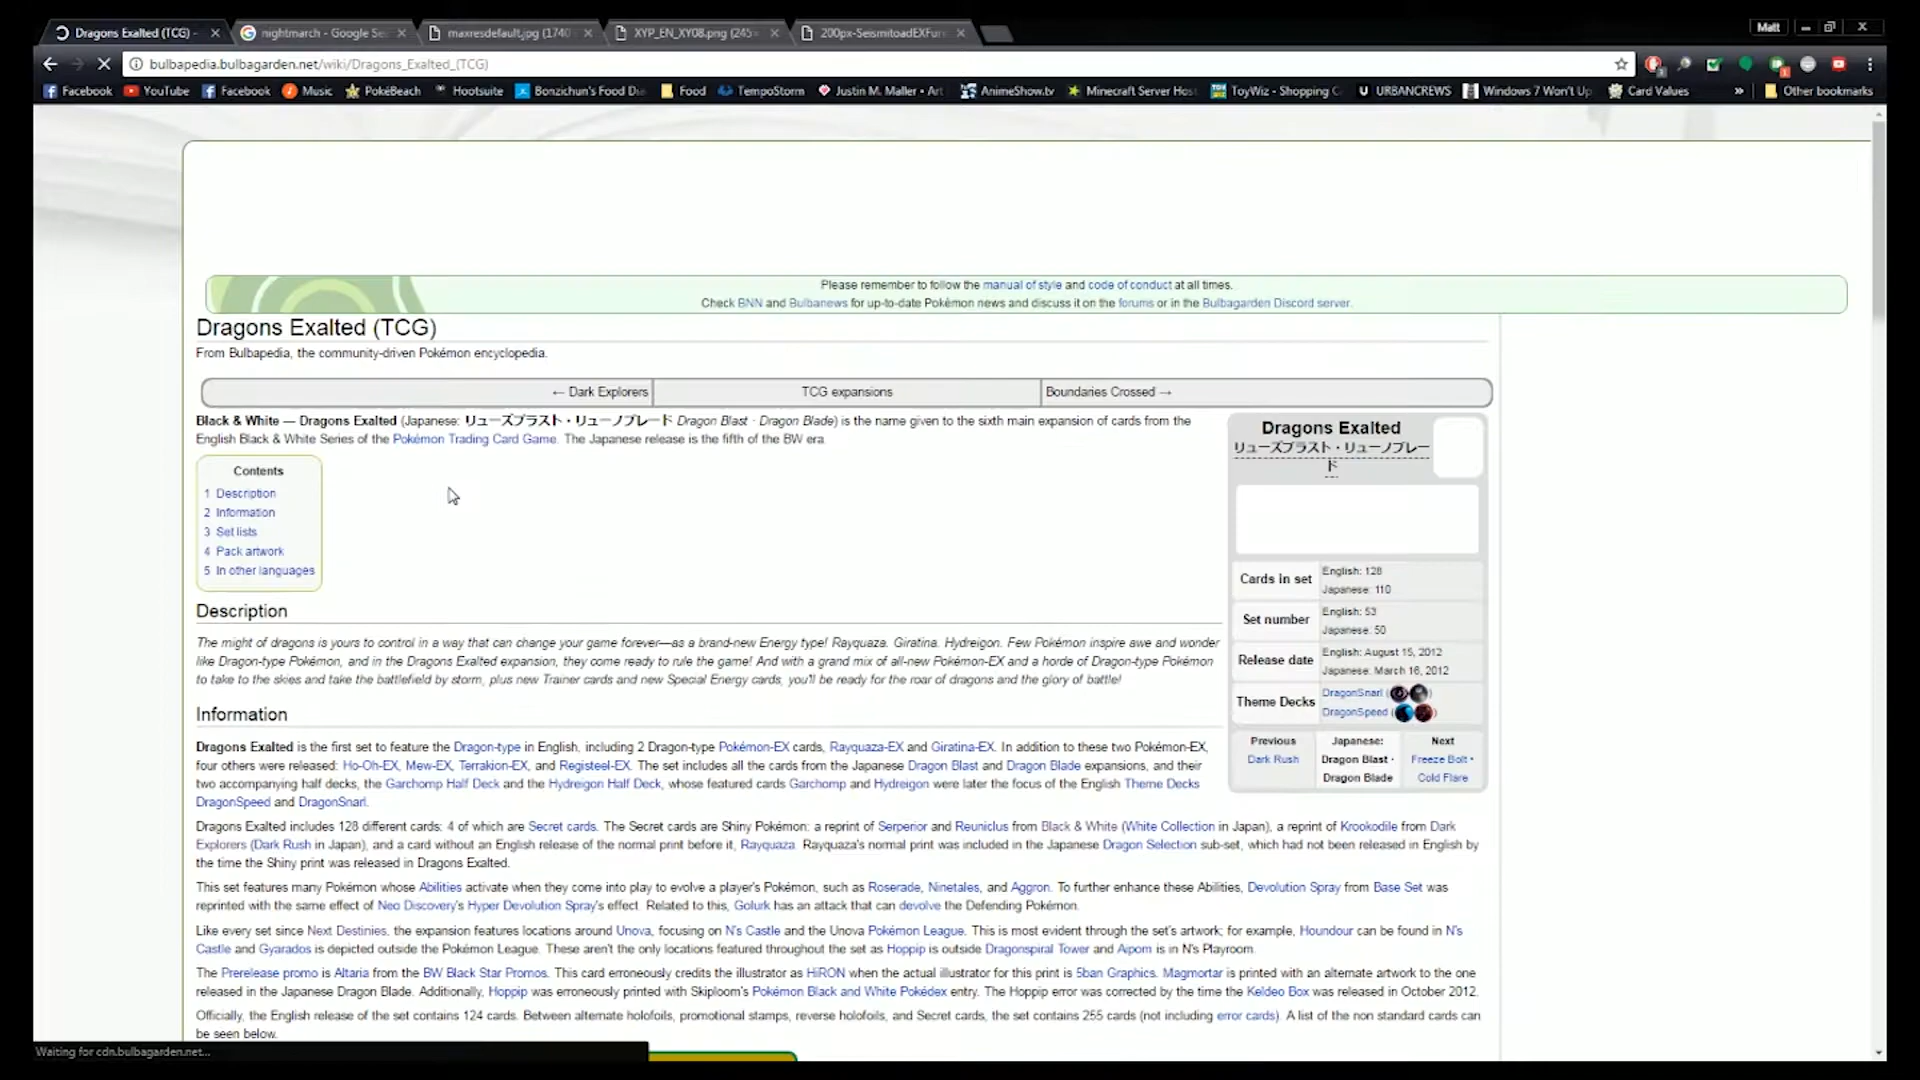 Dragons Exalted (TCG) -
nightmarch - Google Se
maxresdefault.jpg (1740
XYP_EN_XY08.png (245×
200px-SeismitoadEXFur
Matt
bulbapedia.bulbagarden.net/wiki/Dragons_Exalted_(TCG)
Facebook YouTube Facebook Music PokéBeach Hootsuite Bonzichun's Food Di Food TempoStorm Justin M. Maller - Art AnimeShow.tv Minecraft Server Host ToyWiz - Shopping C URBANCREWS Windows 7 Won't Up Card Values » Other bookmarks
Please remember to follow the manual of style and code of conduct at all times.
Check BNN and Bulbanews for up-to-date Pokémon news and discuss it on the forums or in the Bulbagarden Discord server.
Dragons Exalted (TCG)
From Bulbapedia, the community-driven Pokémon encyclopedia.
← Dark Explorers TCG expansions Boundaries Crossed →
Black & White — Dragons Exalted (Japanese: リューズブラスト・リューノブレード Dragon Blast · Dragon Blade) is the name given to the sixth main expansion of cards from the
English Black & White Series of the Pokémon Trading Card Game. The Japanese release is the fifth of the BW era.
Contents
1 Description
2 Information
3 Set lists
4 Pack artwork
5 In other languages
Description
The might of dragons is yours to control in a way that can change your game forever—as a brand-new Energy type! Rayquaza. Giratina. Hydreigon. Few Pokémon inspire awe and wonder
like Dragon-type Pokémon, and in the Dragons Exalted expansion, they come ready to rule the game! And with a grand mix of all-new Pokémon-EX and a horde of Dragon-type Pokémon
to take to the skies and take the battlefield by storm, plus new Trainer cards and new Special Energy cards, you'll be ready for the roar of dragons and the glory of battle!
Information
Dragons Exalted is the first set to feature the Dragon-type in English, including 2 Dragon-type Pokémon-EX cards, Rayquaza-EX and Giratina-EX. In addition to these two Pokémon-EX,
four others were released: Ho-Oh-EX, Mew-EX, Terrakion-EX, and Registeel-EX. The set includes all the cards from the Japanese Dragon Blast and Dragon Blade expansions, and their
two accompanying half decks, the Garchomp Half Deck and the Hydreigon Half Deck, whose featured cards Garchomp and Hydreigon were later the focus of the English Theme Decks
DragonSpeed and DragonSnarl.
Dragons Exalted
リューズブラスト・リューノブレー
ド
Cards in set English: 128
Japanese: 110
Set number English: 53
Japanese: 50
Release date English: August 15, 2012
Japanese: March 16, 2012
Theme Decks DragonSnarl ( )
DragonSpeed ( )
Previous Japanese: Next
Dark Rush Dragon Blast · Freeze Bolt •
Dragon Blade Cold Flare
Dragons Exalted includes 128 different cards: 4 of which are Secret cards. The Secret cards are Shiny Pokémon: a reprint of Serperior and Reuniclus from Black & White (White Collection in Japan), a reprint of Krookodile from Dark
Explorers (Dark Rush in Japan), and a card without an English release of the normal print before it, Rayquaza. Rayquaza's normal print was included in the Japanese Dragon Selection sub-set, which had not been released in English by
the time the Shiny print was released in Dragons Exalted.
This set features many Pokémon whose Abilities activate when they come into play to evolve a player's Pokémon, such as Roserade, Ninetales, and Aggron. To further enhance these Abilities, Devolution Spray from Base Set was
reprinted with the same effect of Neo Discovery's Hyper Devolution Spray's effect. Related to this, Golurk has an attack that can devolve the Defending Pokémon.
Like every set since Next Destinies, the expansion features locations around Unova, focusing on N's Castle and the Unova Pokémon League. This is most evident through the set's artwork; for example, Houndour can be found in N's
Castle and Gyarados is depicted outside the Pokémon League. These aren't the only locations featured throughout the set as Hoppip is outside Dragonspiral Tower and Aipom is in N's Playroom.
The Prerelease promo is Altaria from the BW Black Star Promos. This card erroneously credits the illustrator as HiRON when the actual illustrator for this print is 5ban Graphics. Magmortar is printed with an alternate artwork to the one
released in the Japanese Dragon Blade. Additionally, Hoppip was erroneously printed with Skiploom's Pokémon Black and White Pokédex entry. The Hoppip error was corrected by the time the Keldeo Box was released in October 2012.
Officially, the English release of the set contains 124 cards. Between alternate holofoils, promotional stamps, reverse holofoils, and Secret cards, the set contains 255 cards (not including error cards). A list of the non standard cards can
be seen below.
Waiting for cdn.bulbagarden.net...